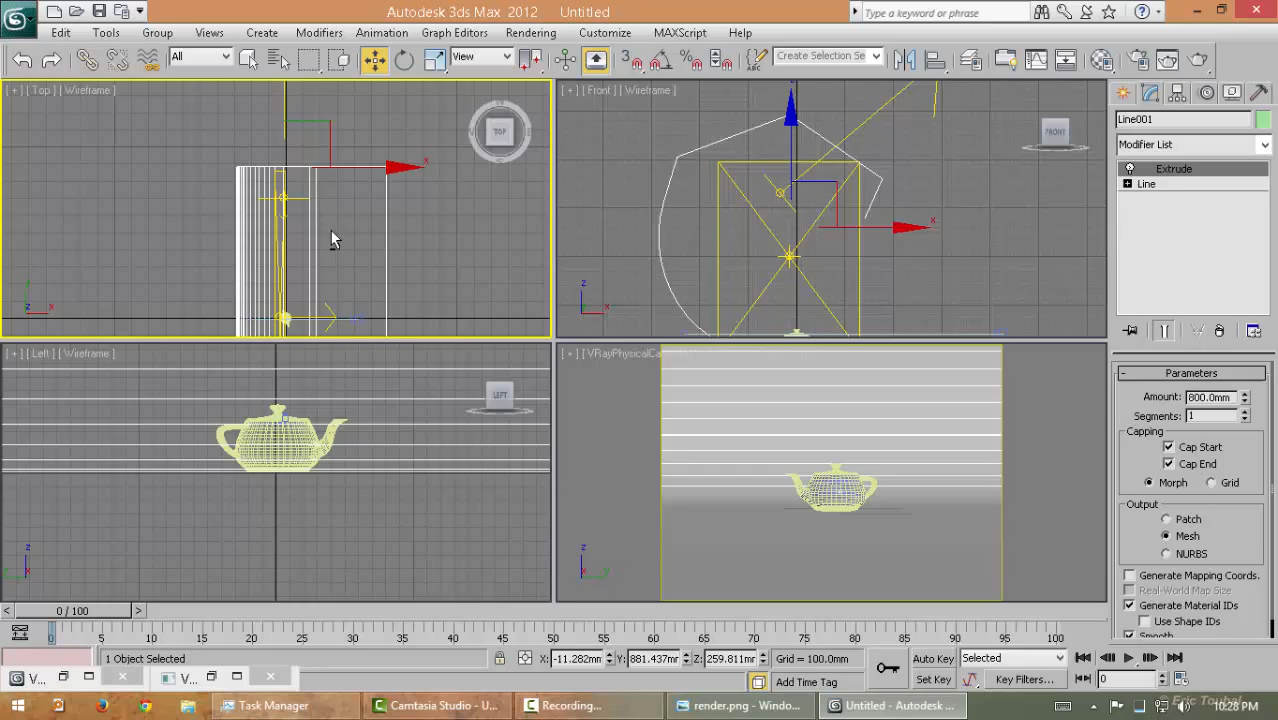 Autodesk 3ds Max 2012 Untitled
Type a keyword or phrase
Edit Tools Group Views Create Modifiers Animation Graph Editors Rendering Customize MAXScript Help
All View Create Selection Se
[ + ] [ Top ] [ Wireframe ]
TOP
x
[ + ] [ Front ] [ Wireframe ]
FRONT
x
z
x
[ + ] [ Left ] [ Wireframe ]
LEFT
z
[ + ] [ VRayPhysicalCa
z
Line001
Modifier List
Extrude
Line
Parameters
Amount: 800.0mm
Segments: 1
Capping
Cap Start
Cap End
Morph Grid
Output
Patch
Mesh
NURBS
Generate Mapping Coords.
Real-World Map Size
Generate Material IDs
Use Shape IDs
Smooth
< 0 / 100 >
0 5 10 15 20 25 30 35 40 45 50 55 60 65 70 75 80 85 90 95 100
1 Object Selected X: -11.282mm Y: 881.437mm Z: 259.811mm Grid = 100.0mm Auto Key Selected
V... V... Add Time Tag Set Key Key Filters... 0
Task Manager Camtasia Studio - U... Recording... render.png - Windo... Untitled - Autodesk ... 10:28 PM
© Eric Touhal